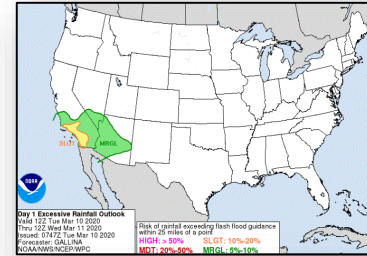 SLGT
MRGL
NOAA
Day 1 Excessive Rainfall Outlook
Valid 12Z Tue Mar 10 2020
Thru 12Z Wed Mar 11 2020
Issued: 0747Z Tue Mar 10 2020
Forecaster: GALLINA
NOAA/NWS/NCEP/WPC
Risk of rainfall exceeding flash flood guidance
within 25 miles of a point
HIGH: > 50% SLGT: 10%-20%
MDT: 20%-50% MRGL: 5%-10%